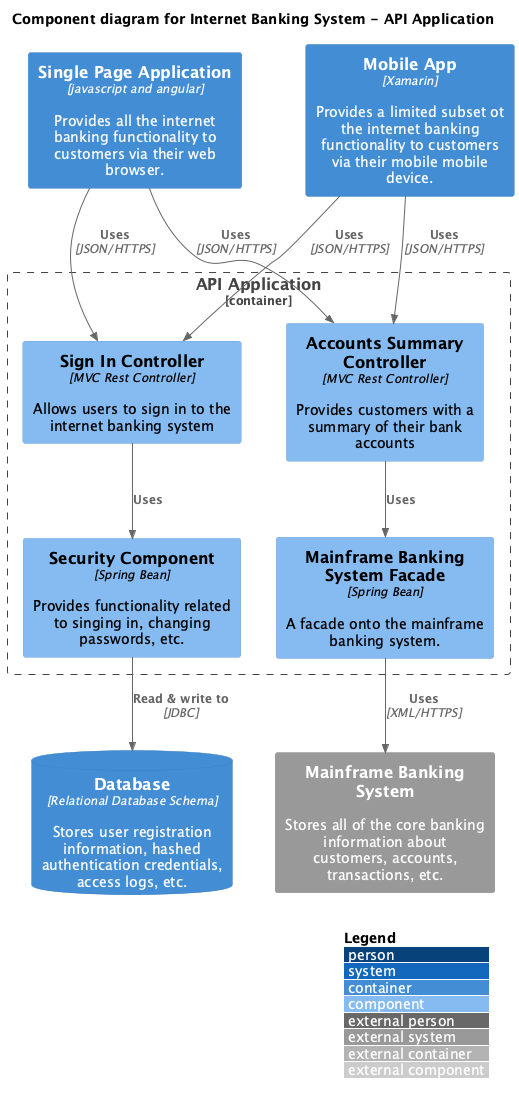 Component diagram for Internet Banking System - API Application
Single Page Application
[javascript and angular]
Provides all the internet
banking functionality to
customers via their web
browser.
Mobile App
[Xamarin]
Provides a limited subset ot
the internet banking
functionality to customers
via their mobile mobile
device.
Uses
[JSON/HTTPS]
Uses
[JSON/HTTPS]
Uses
[JSON/HTTPS]
Uses
[JSON/HTTPS]
API Application
[container]
Sign In Controller
[MVC Rest Controller]
Allows users to sign in to the
internet banking system
Accounts Summary
Controller
[MVC Rest Controller]
Provides customers with a
summary of their bank
accounts
Uses
Uses
Security Component
[Spring Bean]
Provides functionality related
to singing in, changing
passwords, etc.
Mainframe Banking
System Facade
[Spring Bean]
A facade onto the mainframe
banking system.
Read & write to
[JDBC]
Uses
[XML/HTTPS]
Database
[Relational Database Schema]
Stores user registration
information, hashed
authentication credentials,
access logs, etc.
Mainframe Banking
System
Stores all of the core banking
information about
customers, accounts,
transactions, etc.
Legend
person
system
container
component
external person
external system
external container
external component